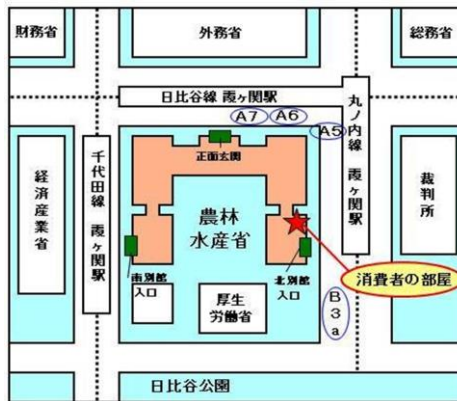 財務省
外務省
総務省
日比谷線 霞ヶ関駅
A7
A6
A5
丸ノ内線 霞ヶ関駅
正面玄関
経済産業省
千代田線 霞ヶ関駅
農林
水産省
裁判所
南別館
入口
北別館
入口
消費者の部屋
厚生
労働省
B3a
日比谷公園